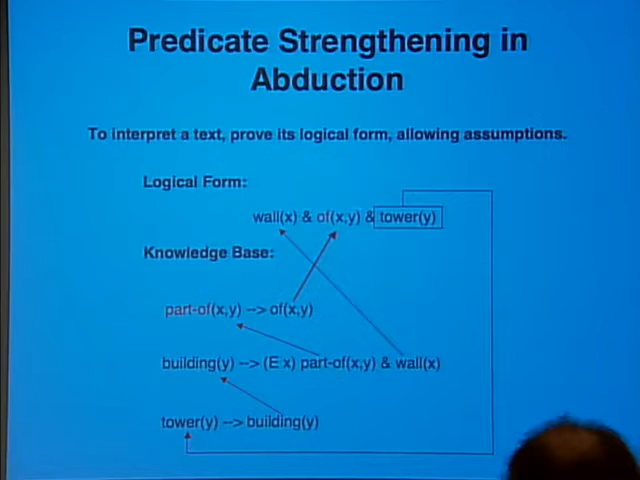 Predicate Strengthening in
Abduction
To interpret a text, prove its logical form, allowing assumptions.
Logical Form:
wall(x) & of(x,y) & tower(y)
Knowledge Base:
part-of(x,y) --> of(x,y)
building(y) --> (E x) part-of(x,y) & wall(x)
tower(y) --> building(y)